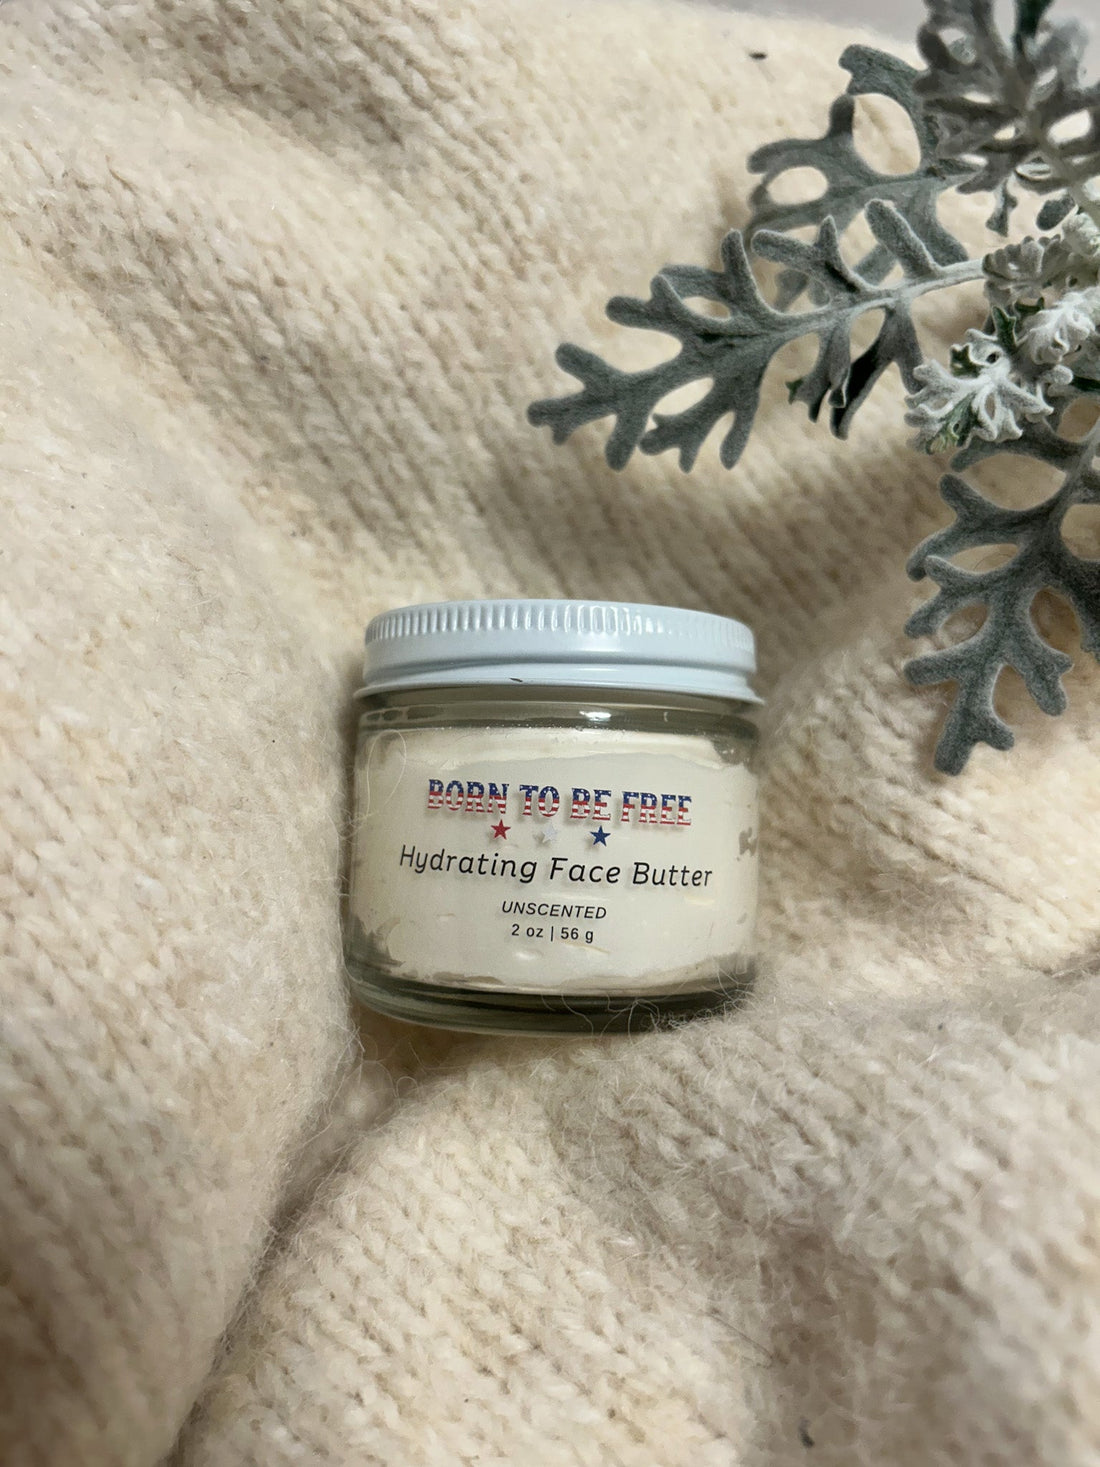 BORN TO BE FREE
Hydrating Face Butter
UNSCENTED
2 oz | 56 g